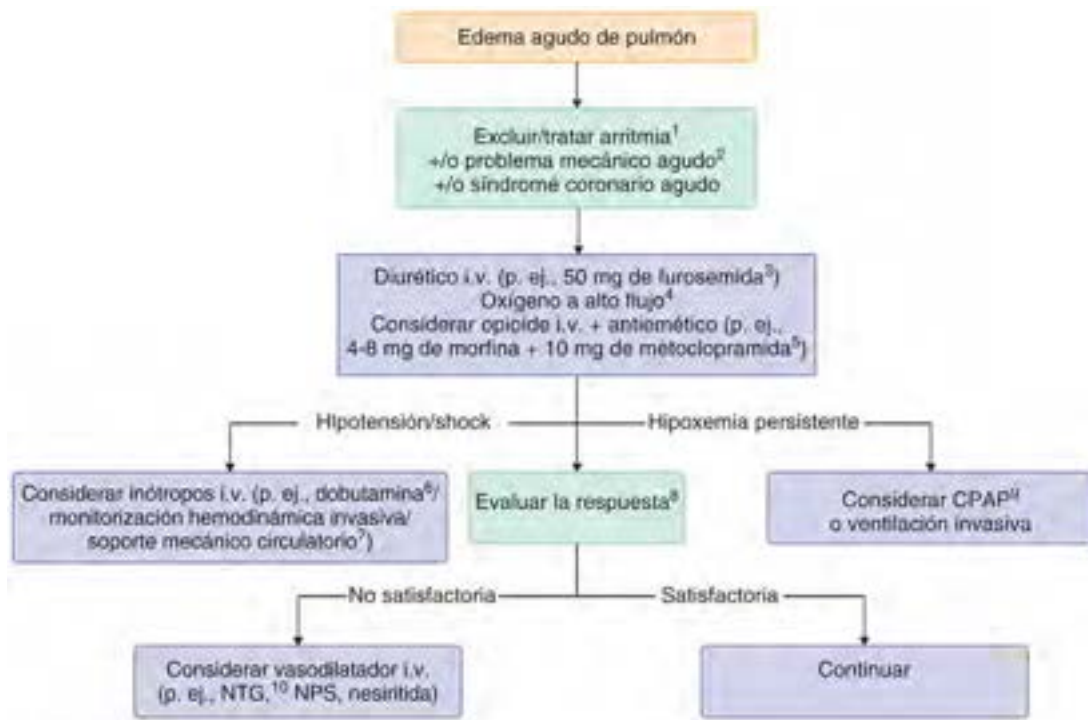 Edema agudo de pulmón
Excluir/tratar arritmia¹
+/o problema mecánico agudo²
+/o síndrome coronario agudo
Diurético i.v. (p. ej., 50 mg de furosemida³)
Oxígeno a alto flujo⁴
Considerar opioide i.v. + antiemético (p. ej.,
4-8 mg de morfina + 10 mg de metoclopramida⁵)
Hipotensión/shock
Hipoxemia persistente
Considerar inótropos i.v. (p. ej., dobutamina⁶/
monitorización hemodinámica invasiva/
soporte mecánico circulatorio⁷)
Evaluar la respuesta⁸
Considerar CPAP⁹
o ventilación invasiva
No satisfactoria
Satisfactoria
Considerar vasodilatador i.v.
(p. ej., NTG,¹⁰ NPS, nesiritida)
Continuar